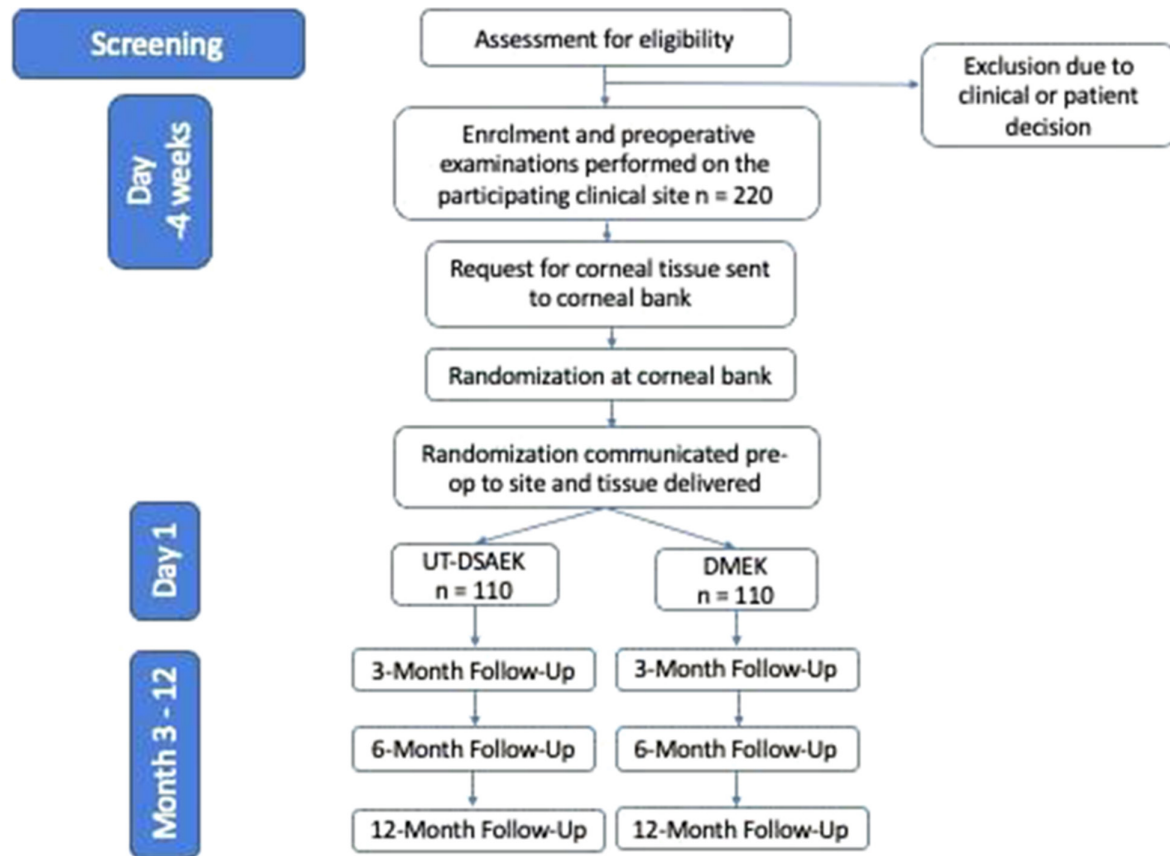 Screening
Assessment for eligibility
Exclusion due to
clinical or patient
decision
Day
-4 weeks
Enrolment and preoperative
examinations performed on the
participating clinical site n = 220
Request for corneal tissue sent
to corneal bank
Randomization at corneal bank
Randomization communicated pre-
op to site and tissue delivered
Day 1
UT-DSAEK
n = 110
DMEK
n = 110
Month 3 - 12
3-Month Follow-Up
3-Month Follow-Up
6-Month Follow-Up
6-Month Follow-Up
12-Month Follow-Up
12-Month Follow-Up